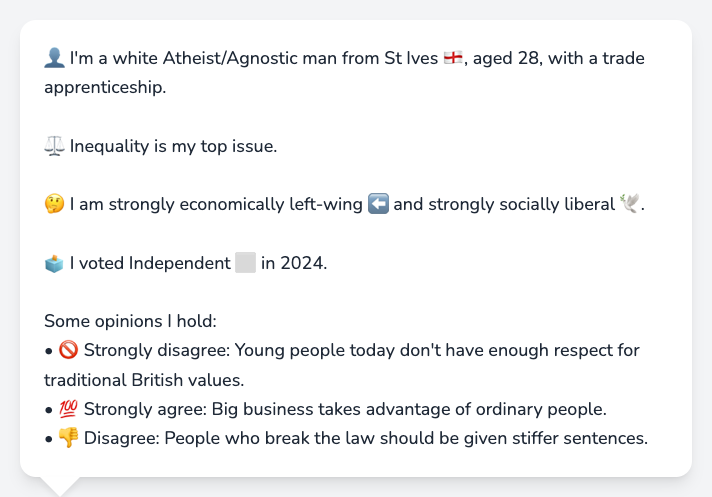 👤 I'm a white Atheist/Agnostic man from St Ives 🏴󠁧󠁢󠁥󠁮󠁧󠁿, aged 28, with a trade
apprenticeship.
⚖️ Inequality is my top issue.
🤔 I am strongly economically left-wing ⬅️ and strongly socially liberal 🕊️.
🗳️ I voted Independent ⬜ in 2024.
Some opinions I hold:
• 🚫 Strongly disagree: Young people today don't have enough respect for
traditional British values.
• 💯 Strongly agree: Big business takes advantage of ordinary people.
• 👎 Disagree: People who break the law should be given stiffer sentences.